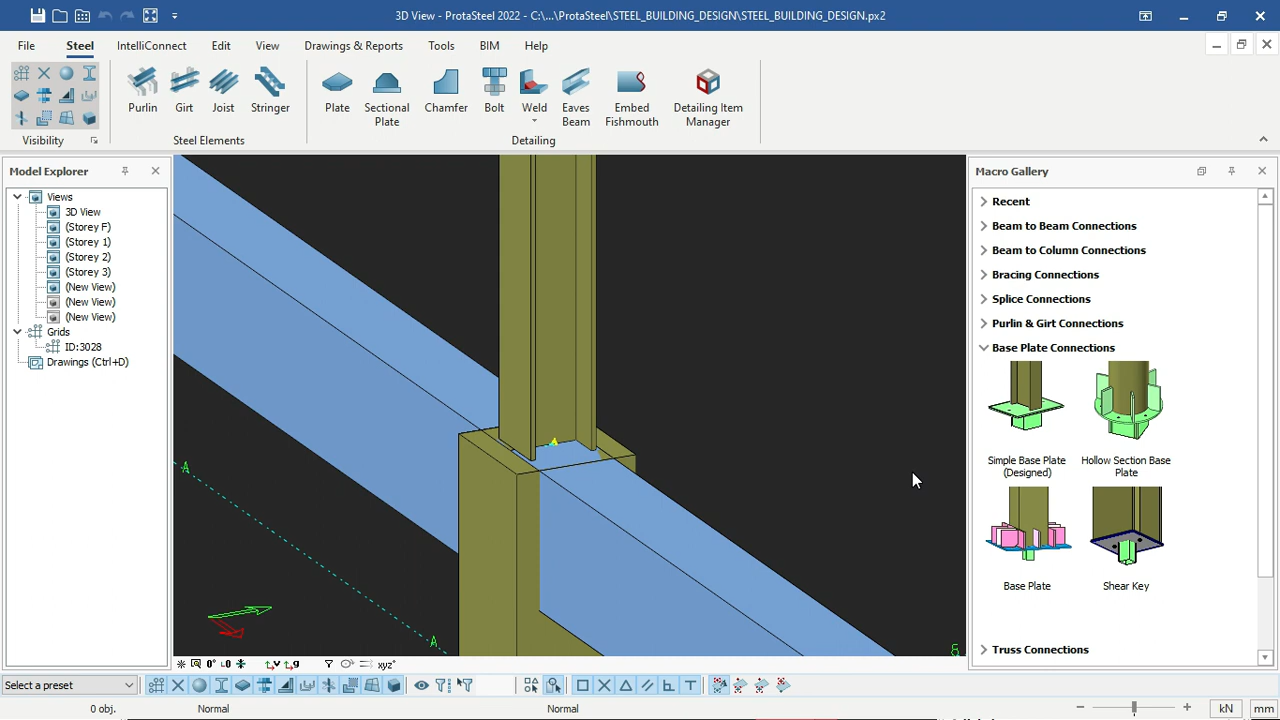 3D View - ProtaSteel 2022 - C:\...\ProtaSteel\STEEL_BUILDING_DESIGN\STEEL_BUILDING_DESIGN.px2
File Steel IntelliConnect Edit View Drawings & Reports Tools BIM Help
Purlin Girt Joist Stringer Plate Sectional Plate Chamfer Bolt Weld Eaves Beam Embed Fishmouth Detailing Item Manager
Visibility Steel Elements Detailing
Model Explorer
Views
3D View
(Storey F)
(Storey 1)
(Storey 2)
(Storey 3)
(New View)
(New View)
(New View)
Grids
ID:3028
Drawings (Ctrl+D)
A
A
8
Macro Gallery
Recent
Beam to Beam Connections
Beam to Column Connections
Bracing Connections
Splice Connections
Purlin & Girt Connections
Base Plate Connections
Simple Base Plate (Designed)
Hollow Section Base Plate
Base Plate
Shear Key
Truss Connections
Select a preset
0 obj. Normal Normal kN mm